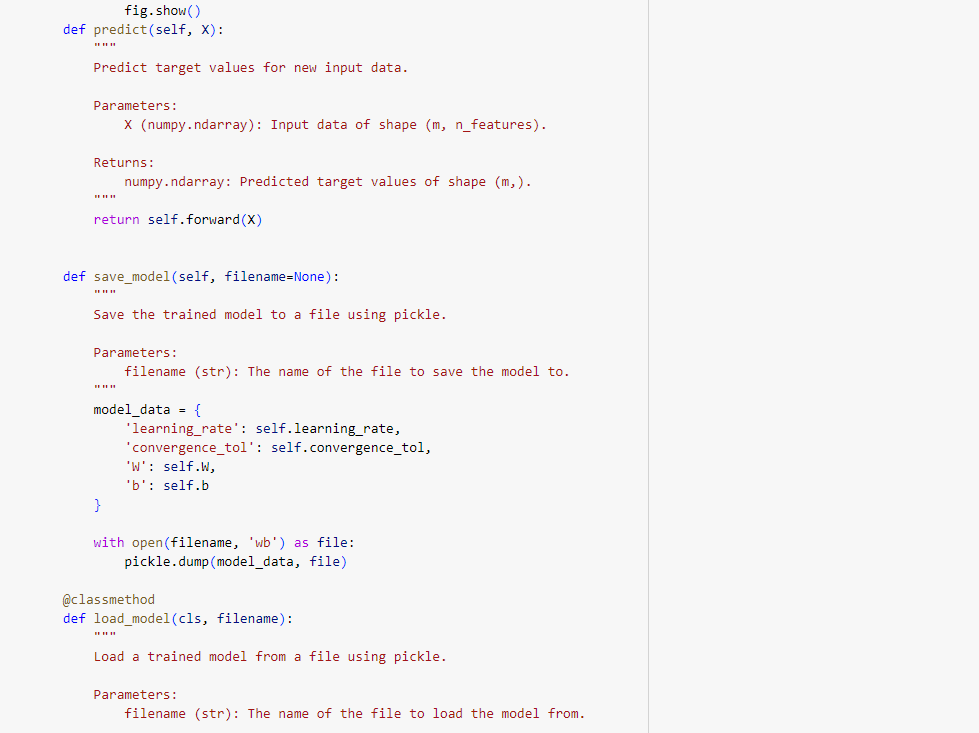 fig.show()
def predict(self, X):
    """
    Predict target values for new input data.

    Parameters:
        X (numpy.ndarray): Input data of shape (m, n_features).

    Returns:
        numpy.ndarray: Predicted target values of shape (m,).
    """
    return self.forward(X)


def save_model(self, filename=None):
    """
    Save the trained model to a file using pickle.

    Parameters:
        filename (str): The name of the file to save the model to.
    """
    model_data = {
        'learning_rate': self.learning_rate,
        'convergence_tol': self.convergence_tol,
        'W': self.W,
        'b': self.b
    }

    with open(filename, 'wb') as file:
        pickle.dump(model_data, file)

@classmethod
def load_model(cls, filename):
    """
    Load a trained model from a file using pickle.

    Parameters:
        filename (str): The name of the file to load the model from.